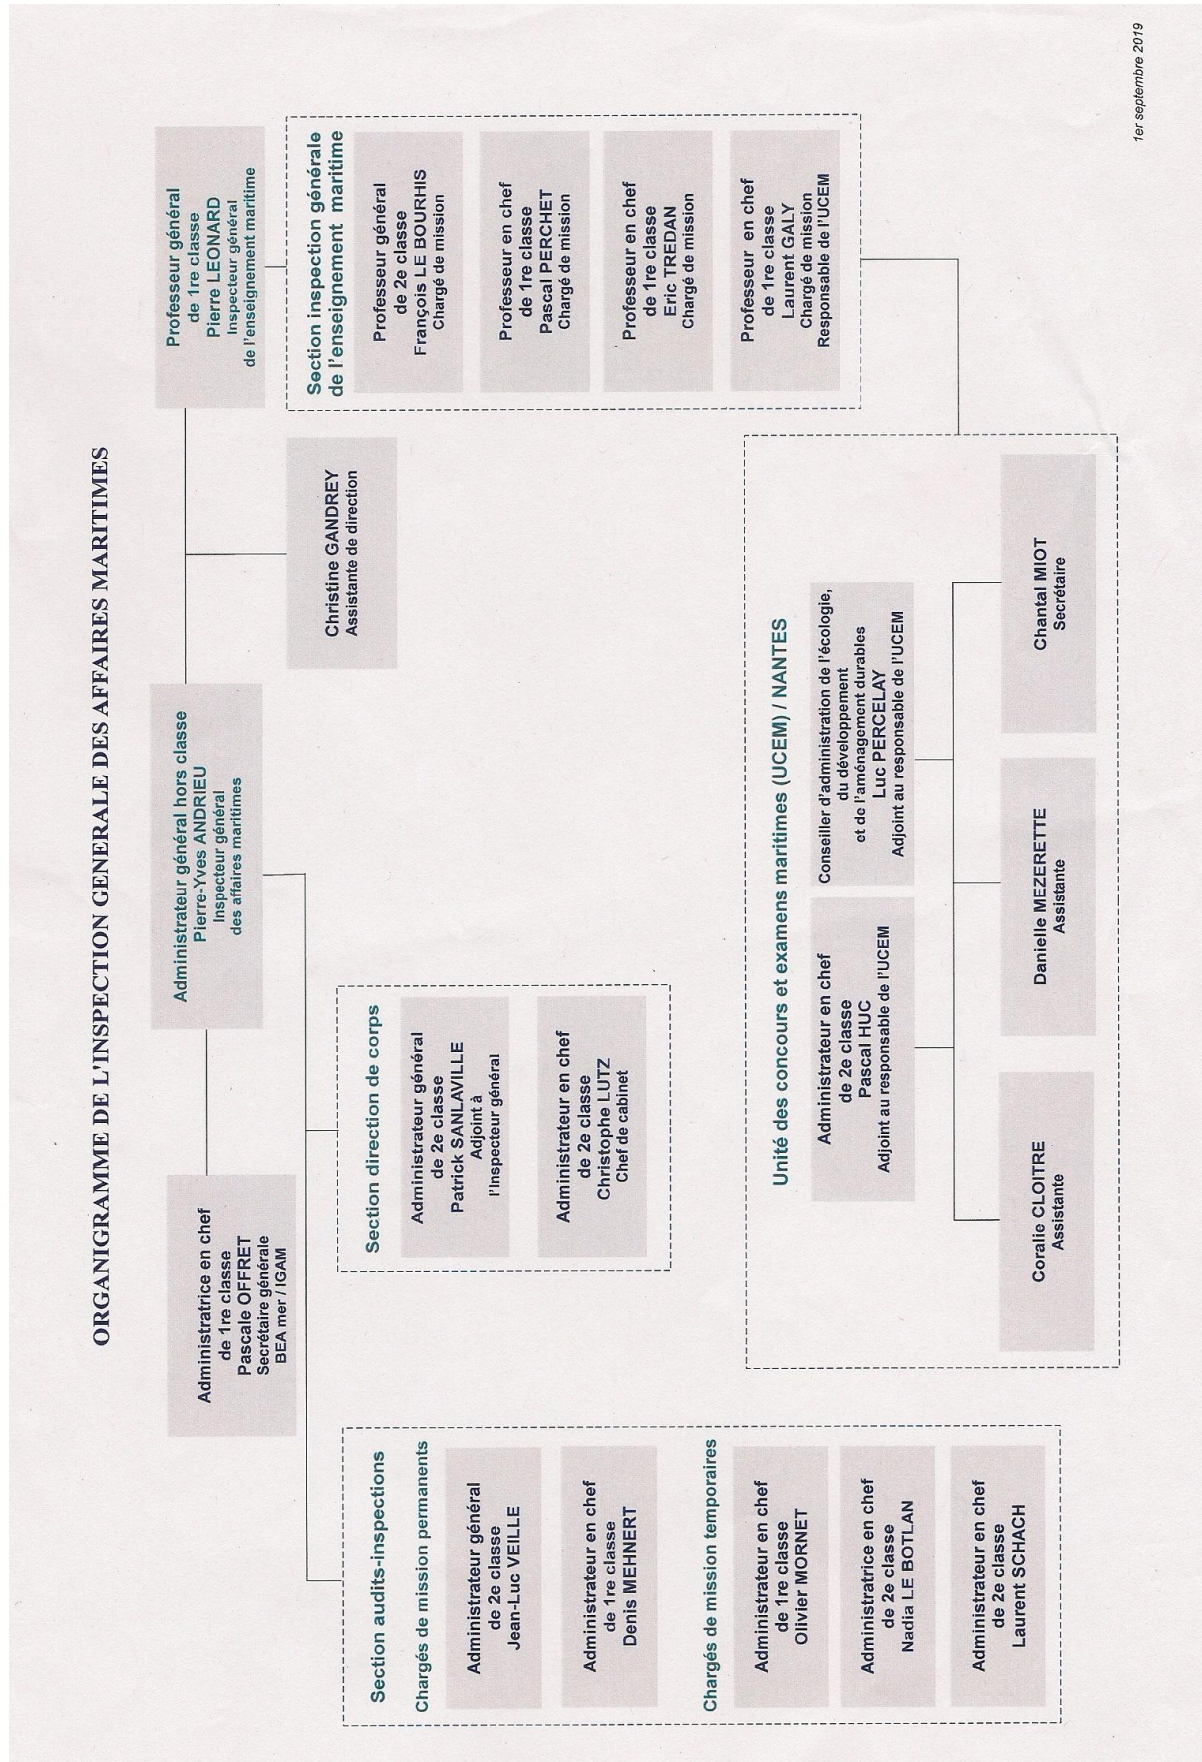 ORGANIGRAMME DE L'INSPECTION GENERALE DES AFFAIRES MARITIMES
Administratrice en chef
de 1re classe
Pascale OFFRET
Secrétaire générale
BEA mer / IGAM
Administrateur général hors classe
Pierre-Yves ANDRIEU
Inspecteur général
des affaires maritimes
Professeur général
de 1re classe
Pierre LEONARD
Inspecteur général
de l'enseignement maritime
Christine GANDREY
Assistante de direction
Section audits-inspections
Chargés de mission permanents
Administrateur général
de 2e classe
Jean-Luc VEILLE
Administrateur en chef
de 1re classe
Denis MEHNERT
Chargés de mission temporaires
Administrateur en chef
de 1re classe
Olivier MORNET
Administratrice en chef
de 2e classe
Nadia LE BOTLAN
Administrateur en chef
de 2e classe
Laurent SCHACH
Section direction de corps
Administrateur général
de 2e classe
Patrick SANLAVILLE
Adjoint à
l'Inspecteur général
Administrateur en chef
de 2e classe
Christophe LUTZ
Chef de cabinet
Section inspection générale
de l'enseignement maritime
Professeur général
de 2e classe
François LE BOURHIS
Chargé de mission
Professeur en chef
de 1re classe
Pascal PERCHET
Chargé de mission
Professeur en chef
de 1re classe
Eric TREDAN
Chargé de mission
Professeur en chef
de 1re classe
Laurent GALY
Chargé de mission
Responsable de l'UCEM
Unité des concours et examens maritimes (UCEM) / NANTES
Administrateur en chef
de 2e classe
Pascal HUC
Adjoint au responsable de l'UCEM
Conseiller d'administration de l'écologie,
du développement
et de l'aménagement durables
Luc PERCELAY
Adjoint au responsable de l'UCEM
Coralie CLOITRE
Assistante
Danielle MEZERETTE
Assistante
Chantal MIOT
Secrétaire
1er septembre 2019